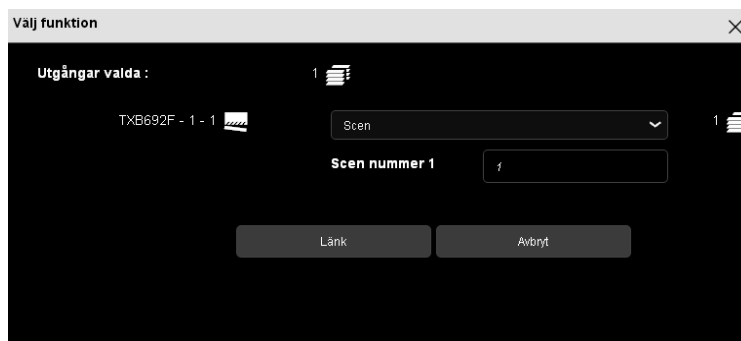 Välj funktion
Utgångar valda : 1
TXB692F - 1 - 1 Scen 1
Scen nummer 1 1
Länk Avbryt